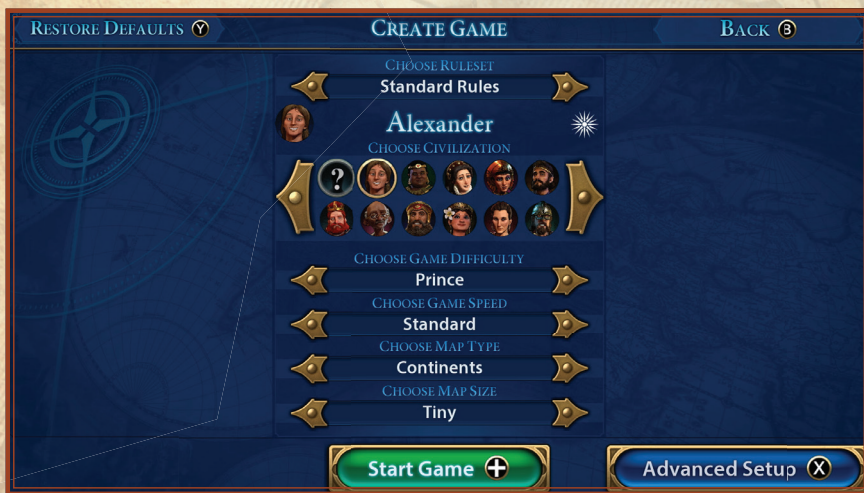 RESTORE DEFAULTS Y
CREATE GAME
BACK B
CHOOSE RULESET
Standard Rules
Alexander
CHOOSE CIVILIZATION
?
CHOOSE GAME DIFFICULTY
Prince
CHOOSE GAME SPEED
Standard
CHOOSE MAP TYPE
Continents
CHOOSE MAP SIZE
Tiny
Start Game +
Advanced Setup X